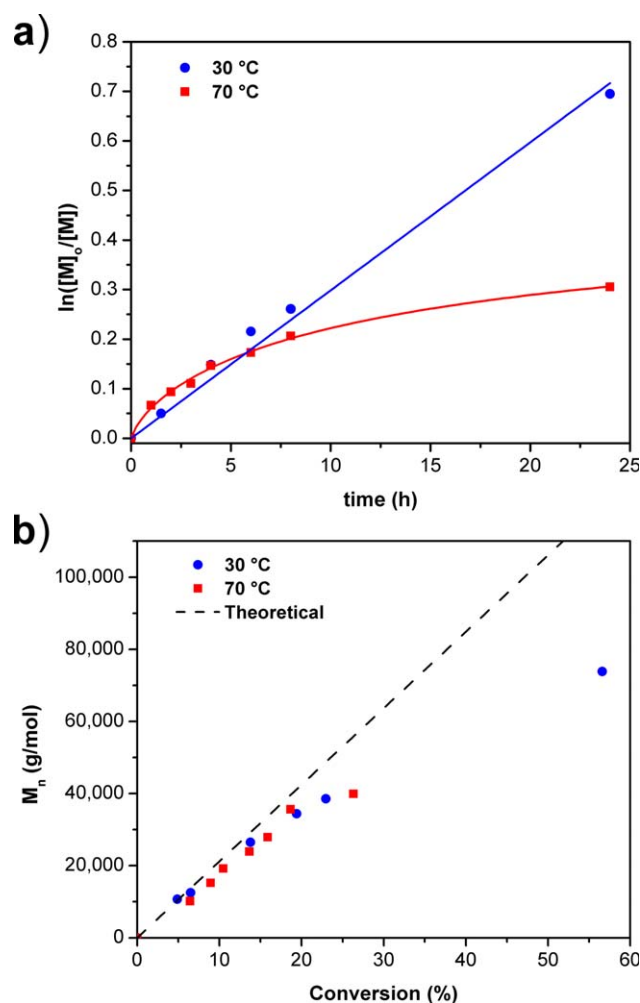 a)
0.8
0.7
0.6
0.5
0.4
0.3
0.2
0.1
0.0
ln([M]o/[M])
30 °C
70 °C
0 5 10 15 20 25
time (h)
b)
100,000
80,000
60,000
40,000
20,000
0
Mn (g/mol)
30 °C
70 °C
Theoretical
0 10 20 30 40 50 60
Conversion (%)